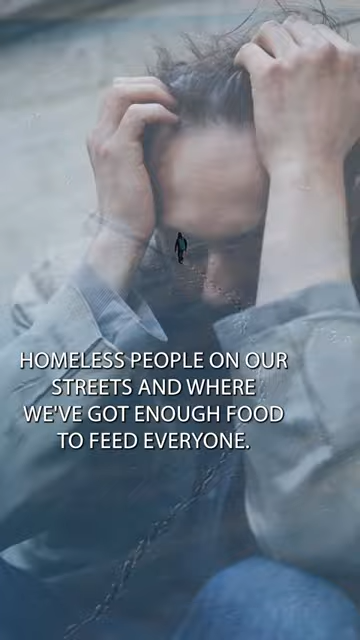 HOMELESS PEOPLE ON OUR
STREETS AND WHERE
WE'VE GOT ENOUGH FOOD
TO FEED EVERYONE.